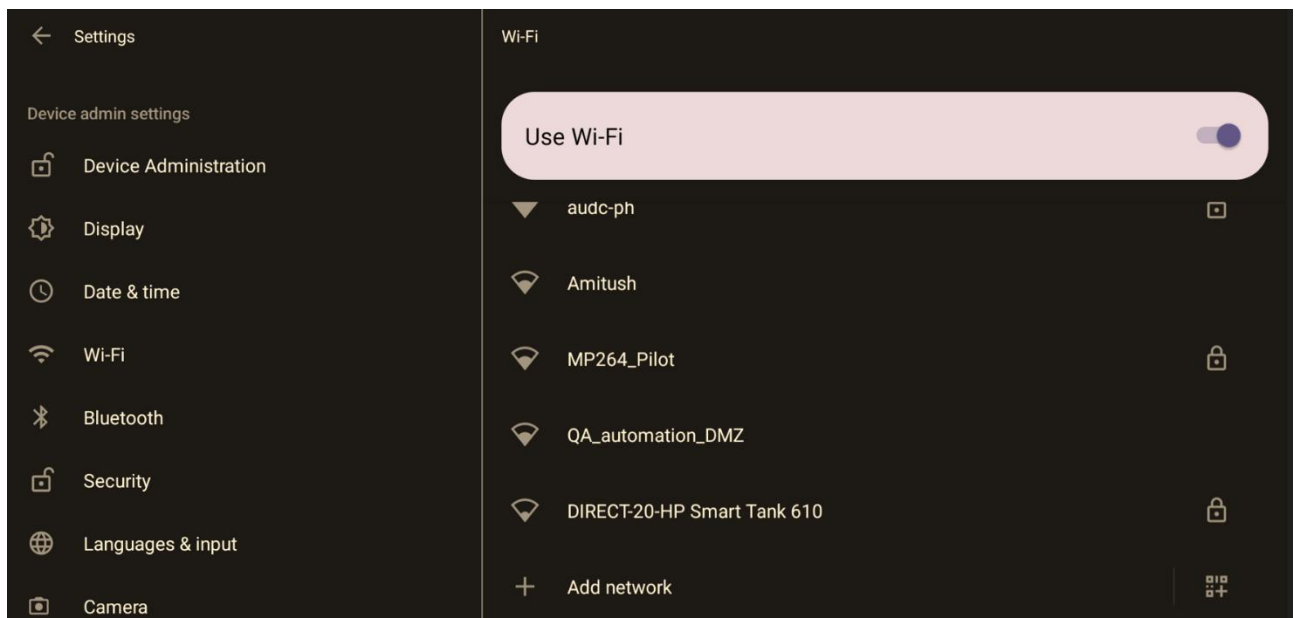 Settings
Device admin settings
Device Administration
Display
Date & time
Wi-Fi
Bluetooth
Security
Languages & input
Camera
Wi-Fi
Use Wi-Fi
audc-ph
Amitush
MP264_Pilot
QA_automation_DMZ
DIRECT-20-HP Smart Tank 610
Add network